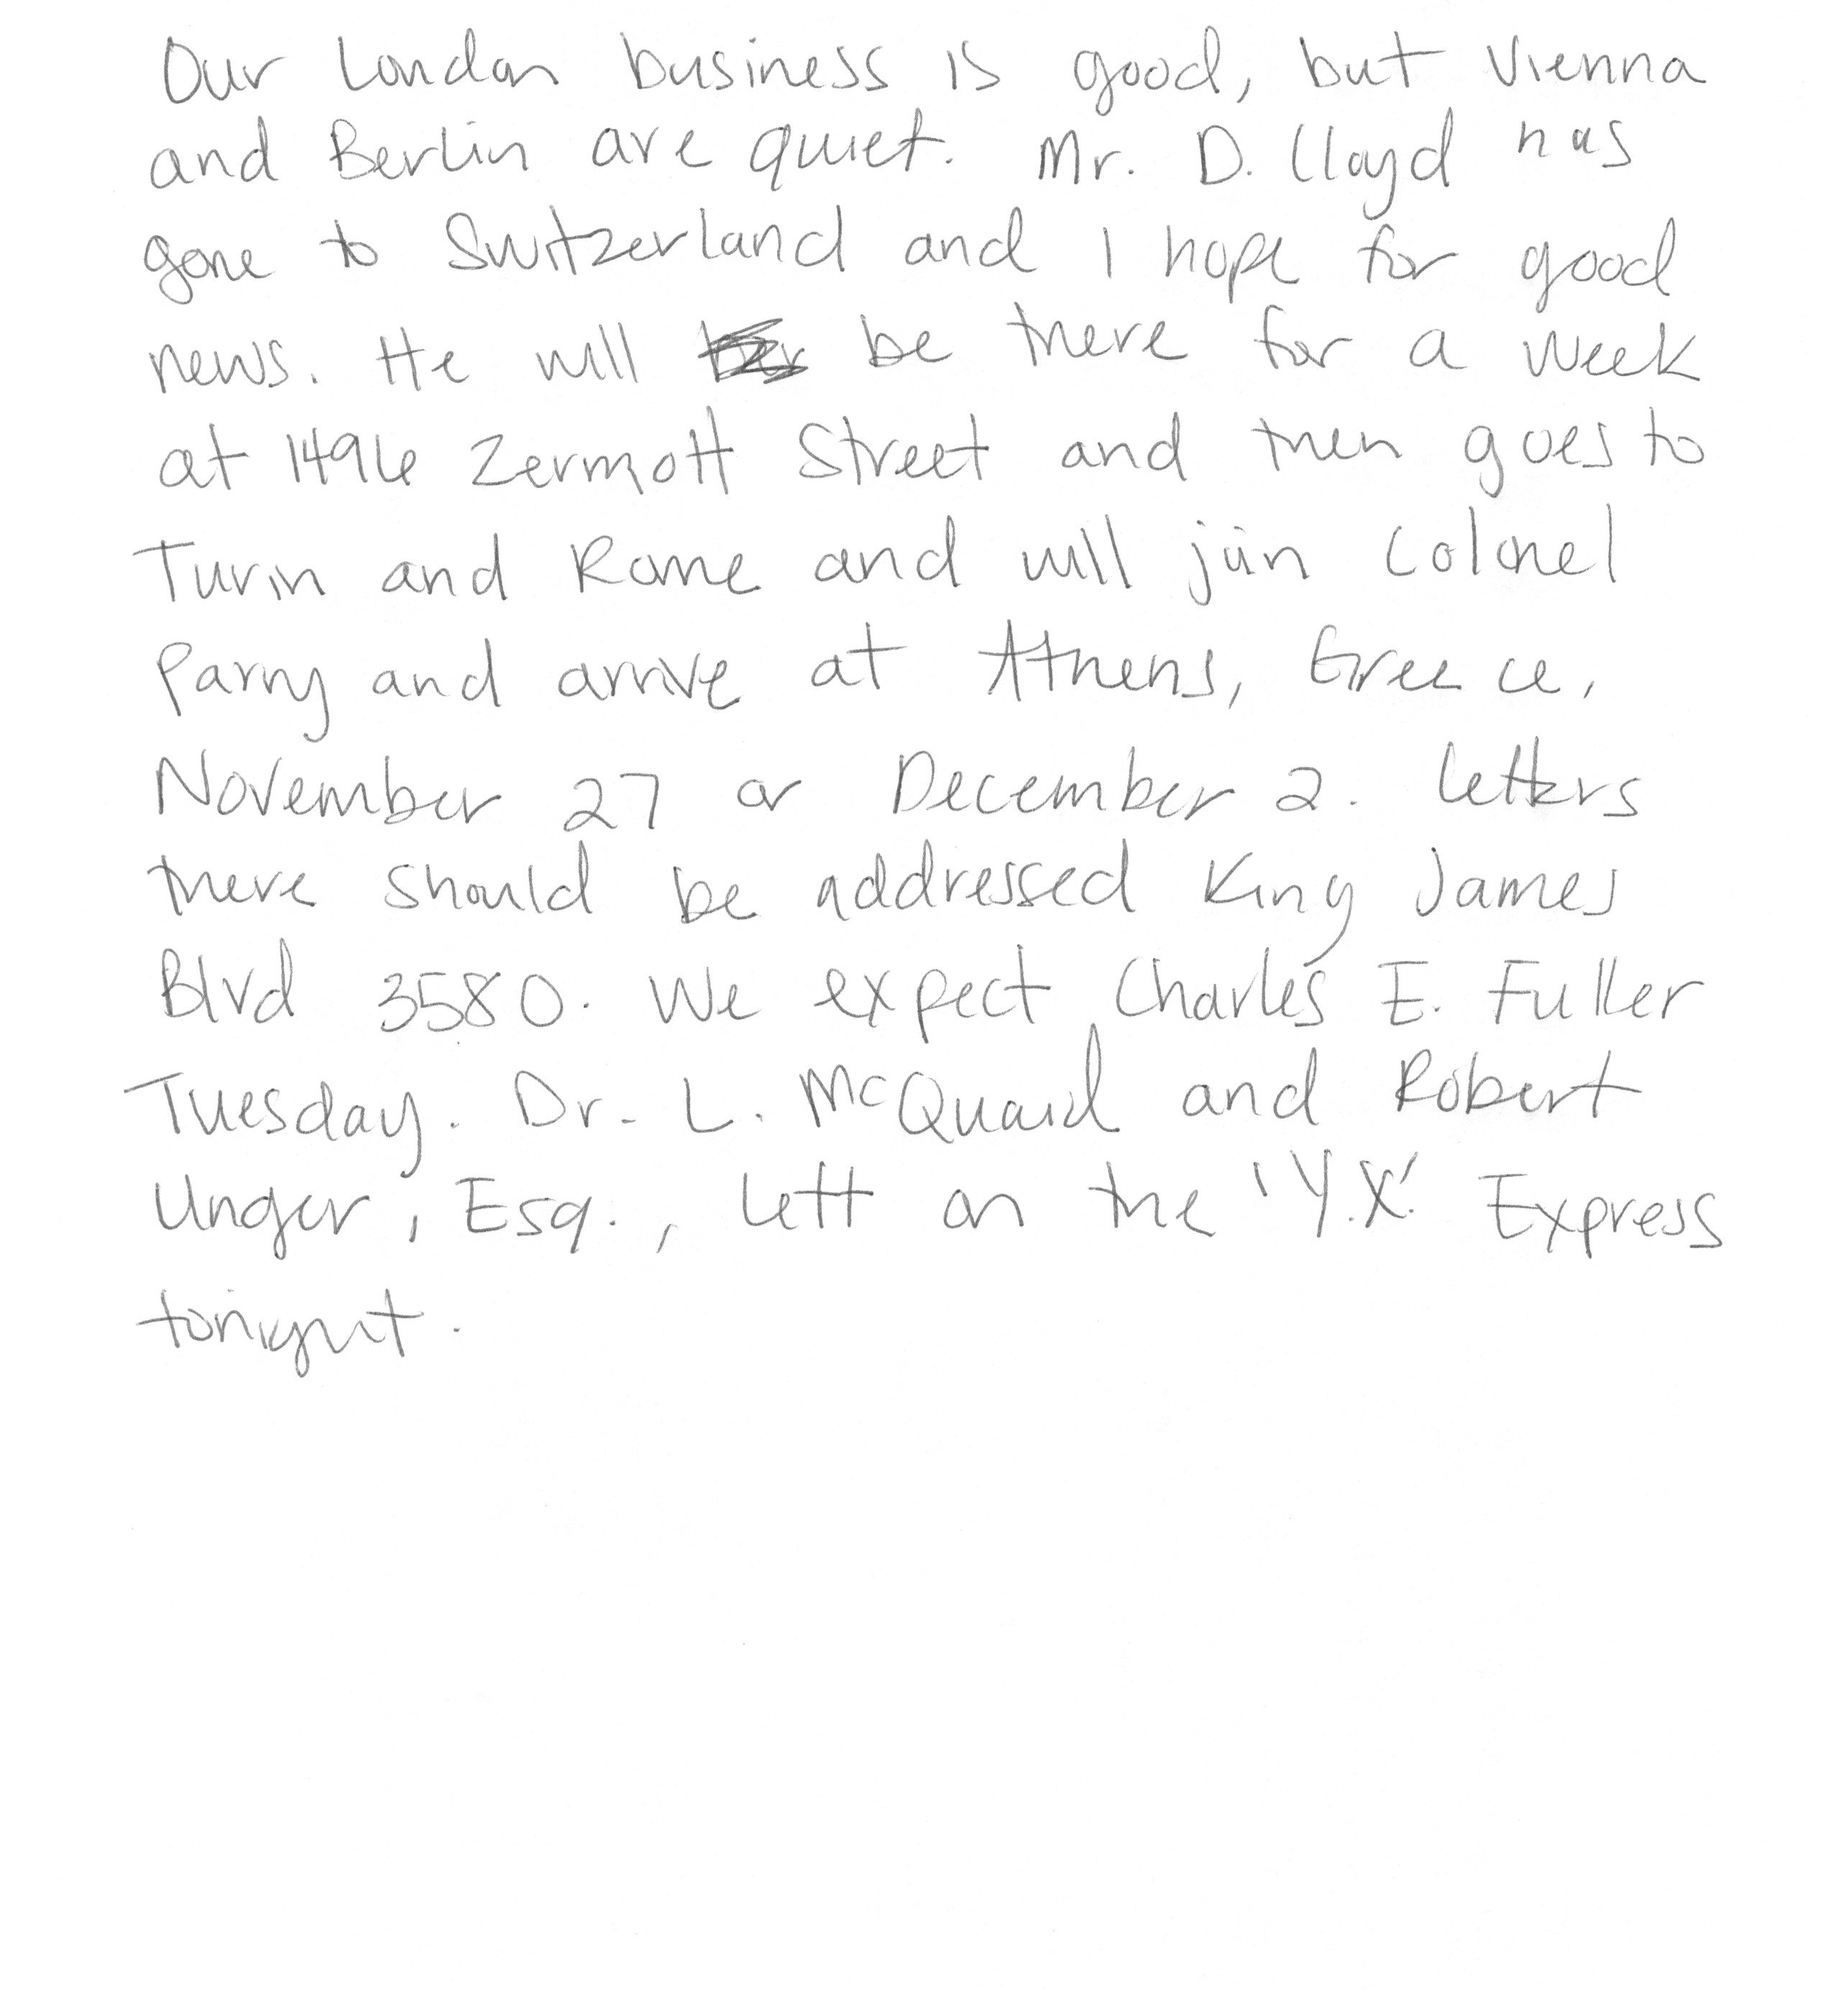 Our London business is good, but Vienna
and Berlin are quiet. Mr. D. Lloyd has
gone to Switzerland and I hope for good
news. He will be there for a week
at 1496 Zermott Street and then goes to
Turin and Rome and will join Colonel
Parry and arrive at Athens, Greece,
November 27 or December 2. Letters
there should be addressed King James
Blvd 3580. We expect Charles E. Fuller
Tuesday. Dr. L. McQuaid and Robert
Unger, Esq., left on the 'Y.X.' Express
tonight.